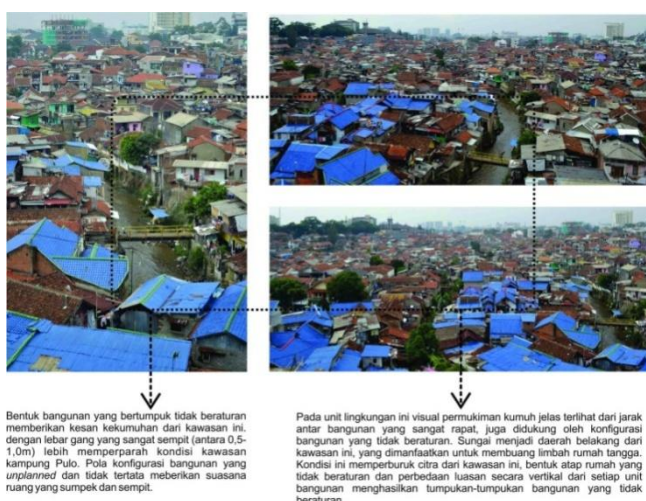 Bentuk bangunan yang bertumpuk tidak beraturan
memberikan kesan kekumuhan dari kawasan ini.
dengan lebar gang yang sangat sempit (antara 0,5-
1,0m) lebih memperparah kondisi kawasan
kampung Pulo. Pola konfigurasi bangunan yang
unplanned dan tidak tertata meberikan suasana
ruang yang sumpek dan sempit.
Pada unit lingkungan ini visual permukiman kumuh jelas terlihat dari jarak
antar bangunan yang sangat rapat, juga didukung oleh konfigurasi
bangunan yang tidak beraturan. Sungai menjadi daerah belakang dari
kawasan ini, yang dimanfaatkan untuk membuang limbah rumah tangga.
Kondisi ini memperburuk citra dari kawasan ini, bentuk atap rumah yang
tidak beraturan dan perbedaan luasan secara vertikal dari setiap unit
bangunan menghasilkan tumpukan-tumpukan bangunan yang tidak
beraturan.